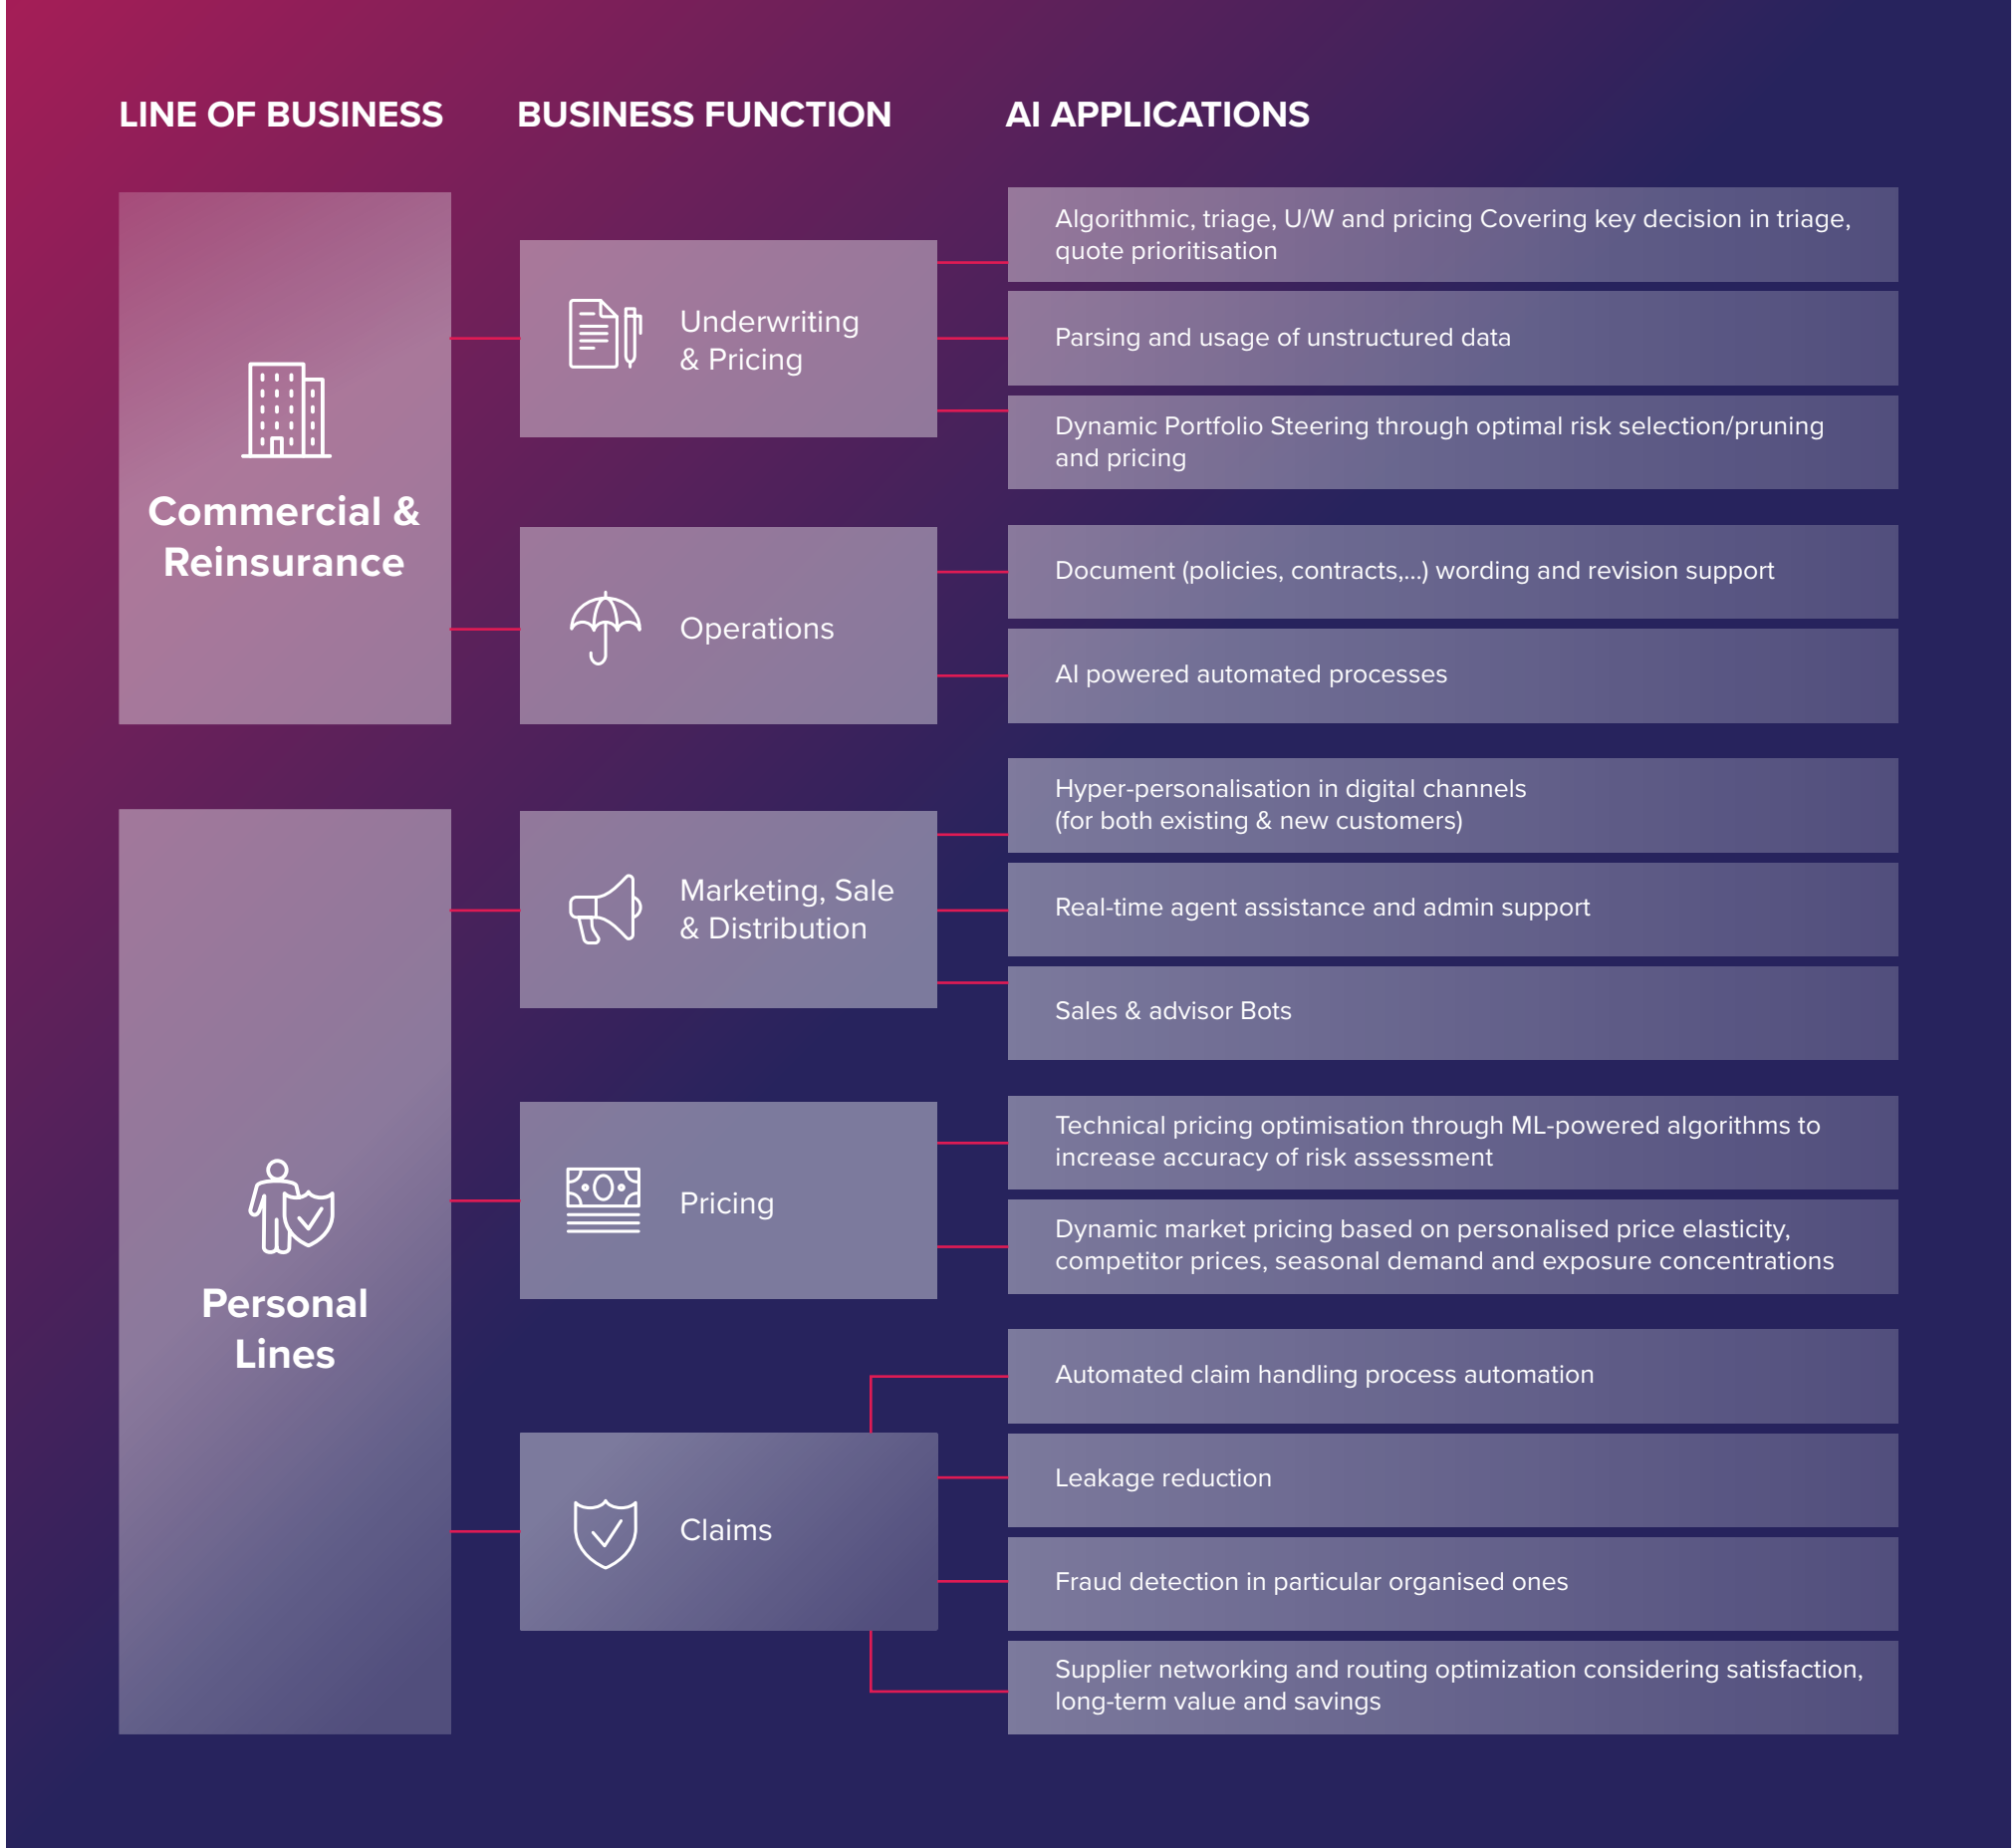 LINE OF BUSINESS
BUSINESS FUNCTION
AI APPLICATIONS
Commercial &
Reinsurance
Underwriting
& Pricing
Algorithmic, triage, U/W and pricing Covering key decision in triage,
quote prioritisation
Parsing and usage of unstructured data
Dynamic Portfolio Steering through optimal risk selection/pruning
and pricing
Operations
Document (policies, contracts,...) wording and revision support
AI powered automated processes
Personal
Lines
Marketing, Sale
& Distribution
Hyper-personalisation in digital channels
(for both existing & new customers)
Real-time agent assistance and admin support
Sales & advisor Bots
Pricing
Technical pricing optimisation through ML-powered algorithms to
increase accuracy of risk assessment
Dynamic market pricing based on personalised price elasticity,
competitor prices, seasonal demand and exposure concentrations
Claims
Automated claim handling process automation
Leakage reduction
Fraud detection in particular organised ones
Supplier networking and routing optimization considering satisfaction,
long-term value and savings